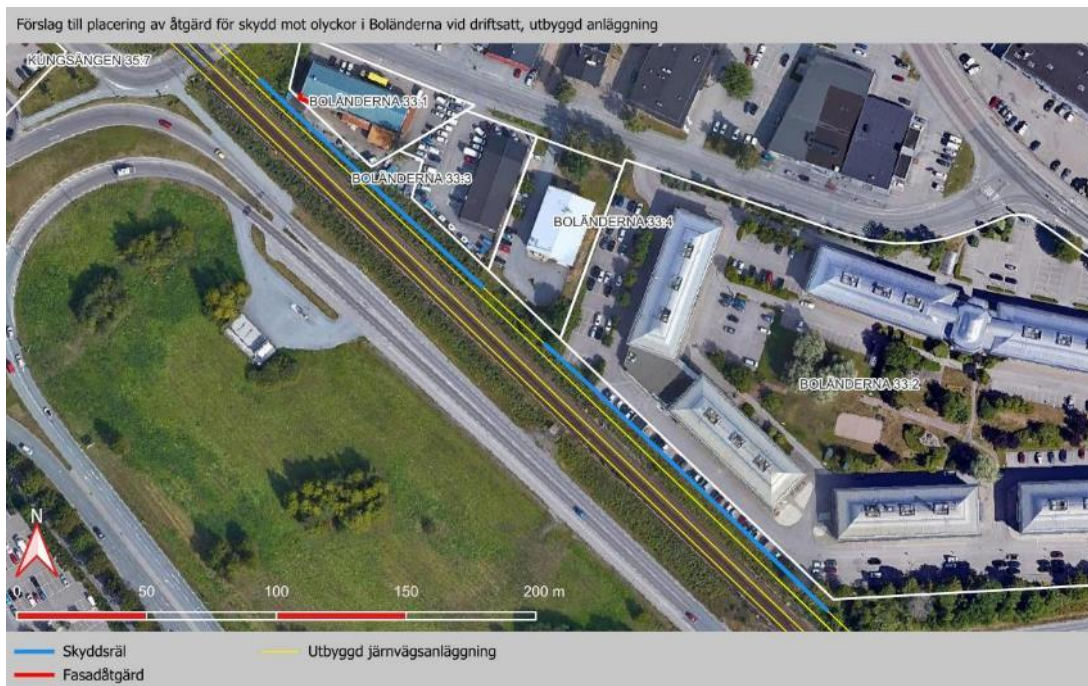 Förslag till placering av åtgärd för skydd mot olyckor i Boländerna vid driftsatt, utbyggd anläggning
KUNGSÄNGEN 35:7
BOLÄNDERNA 33:1
BOLÄNDERNA 33:3
BOLÄNDERNA 33:4
BOLÄNDERNA 33:2
N
0 50 100 150 200 m
Skyddsräl
Utbyggd järnvägsanläggning
Fasadåtgärd